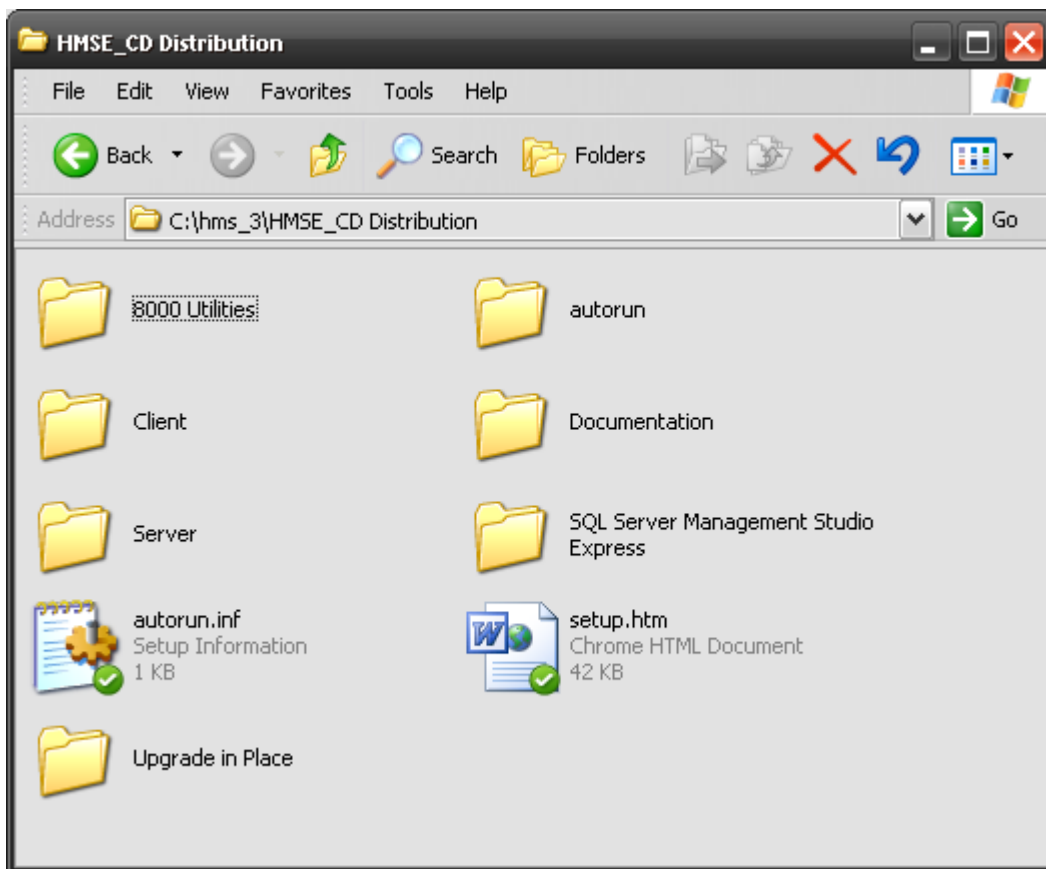 HMSE_CD Distribution
File Edit View Favorites Tools Help
Back Search Folders
Address C:\hms_3\HMSE_CD Distribution Go
8000 Utilities
autorun
Client
Documentation
Server
SQL Server Management Studio
Express
autorun.inf
Setup Information
1 KB
setup.htm
Chrome HTML Document
42 KB
Upgrade in Place